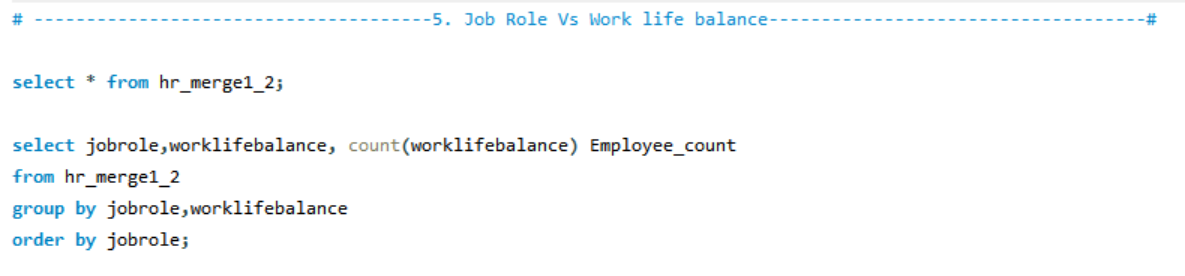 # --------------------------------------5. Job Role Vs Work life balance------------------------------------#
select * from hr_merge1_2;
select jobrole,worklifebalance, count(worklifebalance) Employee_count
from hr_merge1_2
group by jobrole,worklifebalance
order by jobrole;